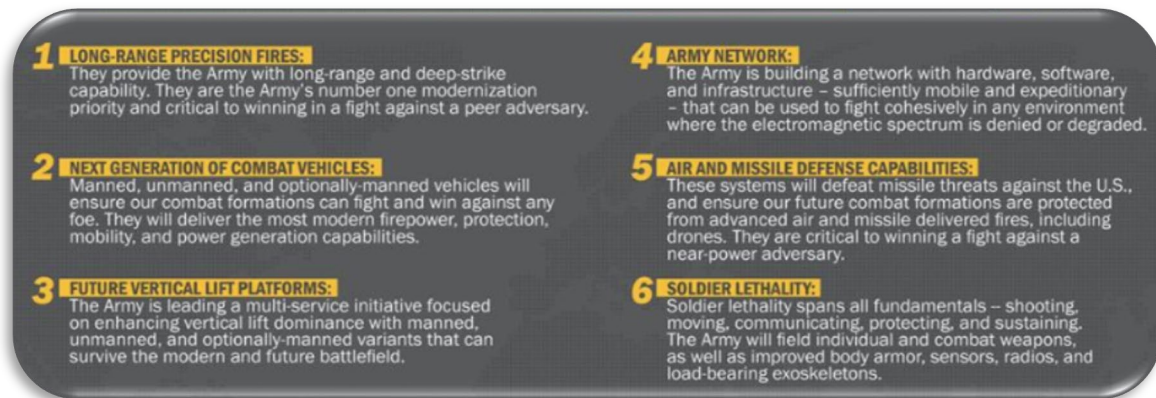 1 LONG-RANGE PRECISION FIRES:
They provide the Army with long-range and deep-strike
capability. They are the Army's number one modernization
priority and critical to winning in a fight against a peer adversary.
2 NEXT GENERATION OF COMBAT VEHICLES:
Manned, unmanned, and optionally-manned vehicles will
ensure our combat formations can fight and win against any
foe. They will deliver the most modern firepower, protection,
mobility, and power generation capabilities.
3 FUTURE VERTICAL LIFT PLATFORMS:
The Army is leading a multi-service initiative focused
on enhancing vertical lift dominance with manned,
unmanned, and optionally-manned variants that can
survive the modern and future battlefield.
4 ARMY NETWORK:
The Army is building a network with hardware, software,
and infrastructure – sufficiently mobile and expeditionary
– that can be used to fight cohesively in any environment
where the electromagnetic spectrum is denied or degraded.
5 AIR AND MISSILE DEFENSE CAPABILITIES:
These systems will defeat missile threats against the U.S.,
and ensure our future combat formations are protected
from advanced air and missile delivered fires, including
drones. They are critical to winning a fight against a
near-power adversary.
6 SOLDIER LETHALITY:
Soldier lethality spans all fundamentals – shooting,
moving, communicating, protecting, and sustaining.
The Army will field individual and combat weapons,
as well as improved body armor, sensors, radios, and
load-bearing exoskeletons.